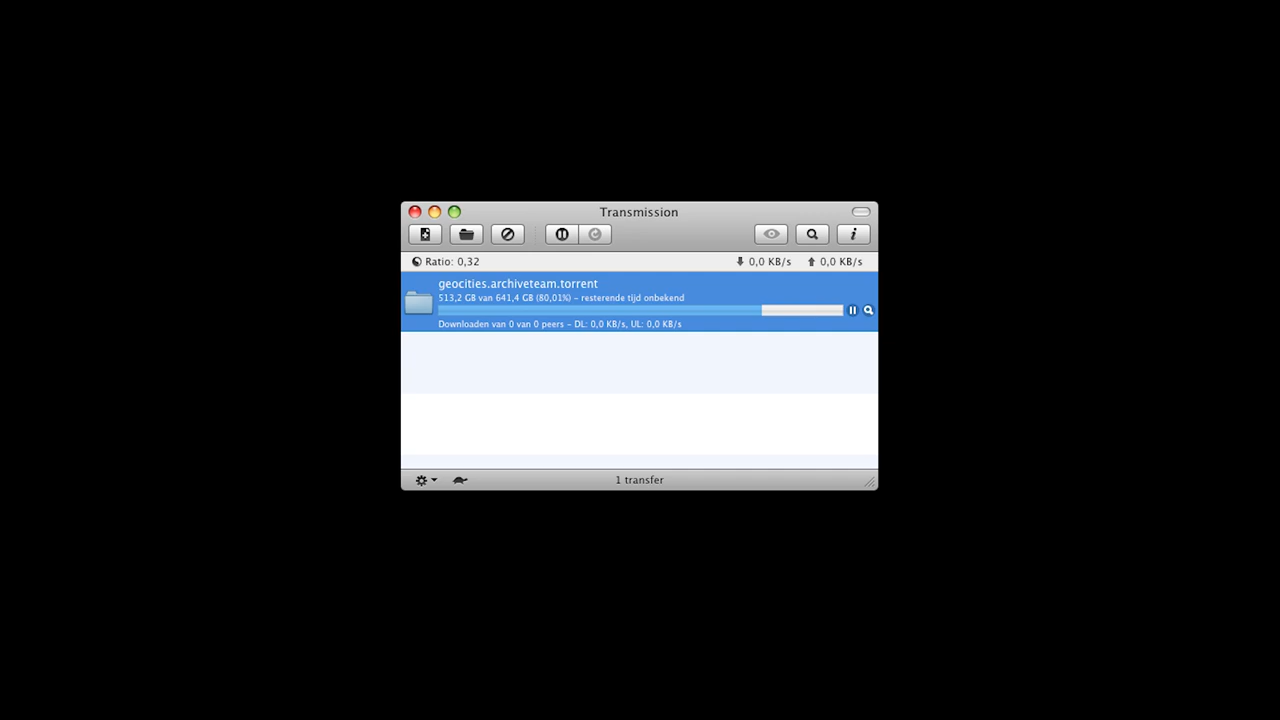 Transmission
Ratio: 0,32
0,0 KB/s 0,0 KB/s
geocities.archiveteam.torrent
513,2 GB van 641,4 GB (80,01%) – resterende tijd onbekend
Downloaden van 0 van 0 peers – DL: 0,0 KB/s, UL: 0,0 KB/s
1 transfer